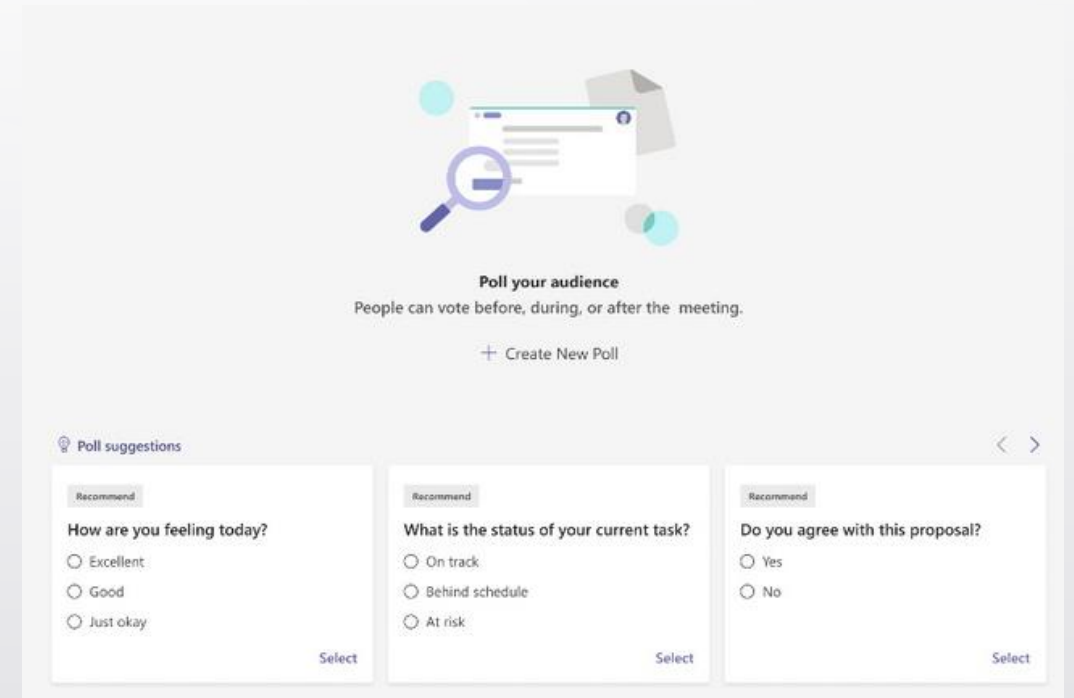 Poll your audience
People can vote before, during, or after the meeting.
+ Create New Poll
Poll suggestions
Recommend
How are you feeling today?
Excellent
Good
Just okay
Select
Recommend
What is the status of your current task?
On track
Behind schedule
At risk
Select
Recommend
Do you agree with this proposal?
Yes
No
Select